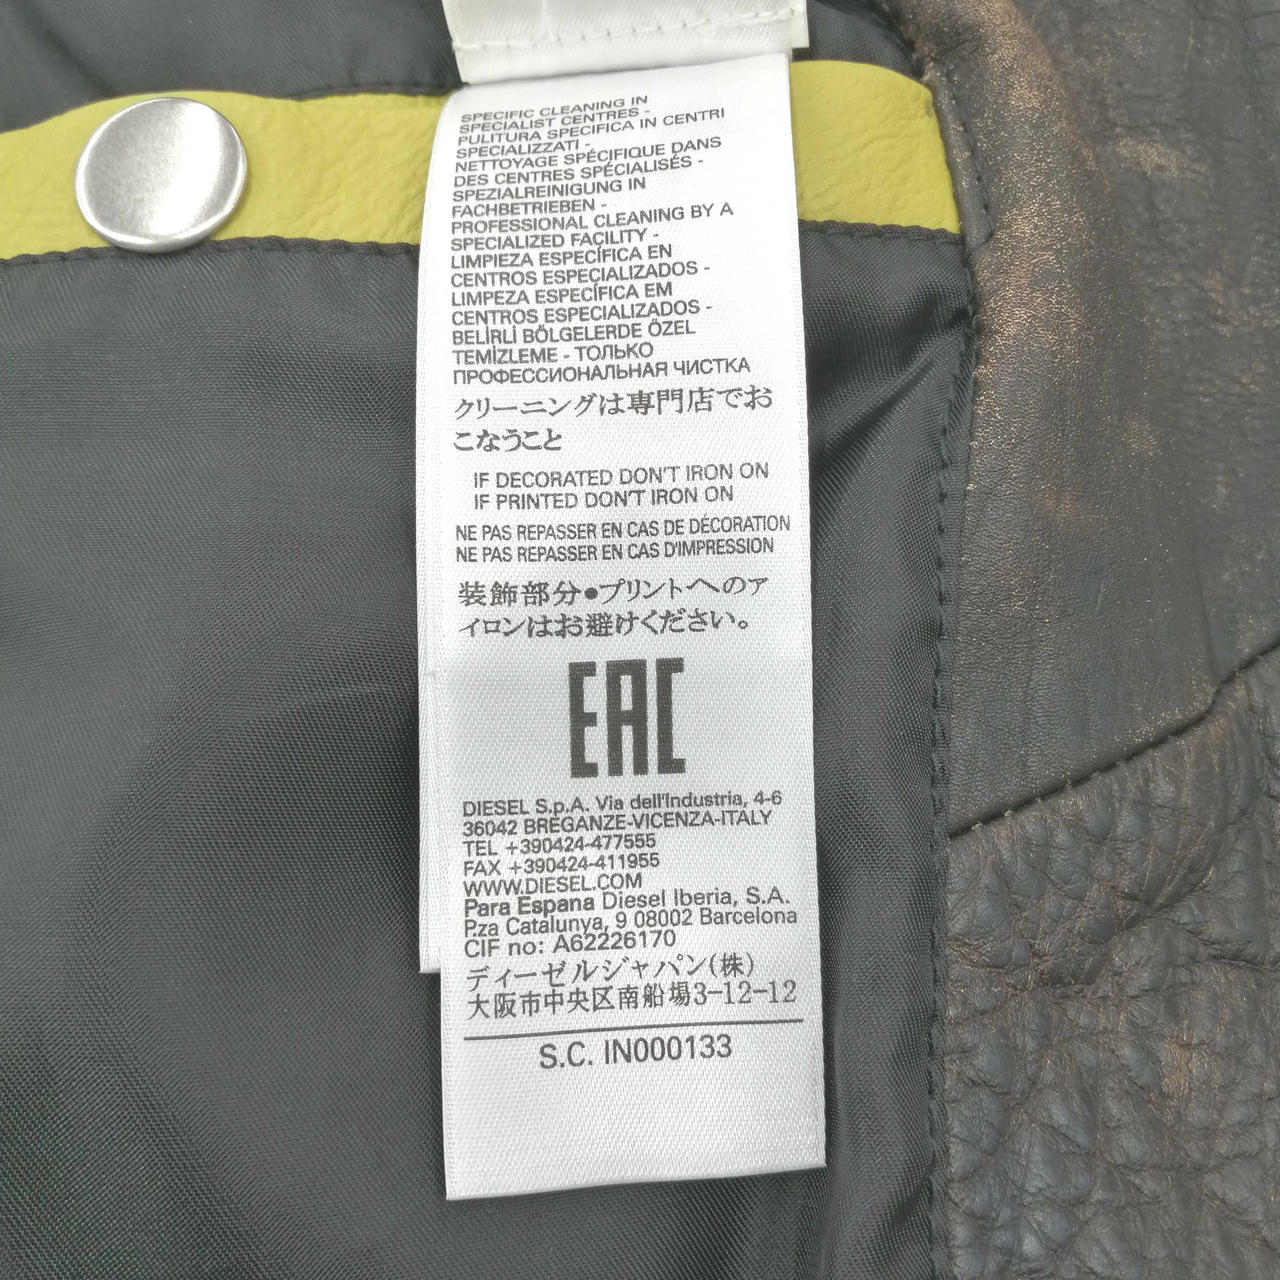 SPECIFIC CLEANING IN
SPECIALIST CENTRES -
PULITURA SPECIFICA IN CENTRI
SPECIALIZZATI -
NETTOYAGE SPÉCIFIQUE DANS
DES CENTRES SPÉCIALISÉS -
SPEZIALREINIGUNG IN
FACHBETRIEBEN -
PROFESSIONAL CLEANING BY A
SPECIALIZED FACILITY -
LIMPIEZA ESPECÍFICA EN
CENTROS ESPECIALIZADOS -
LIMPEZA ESPECÍFICA EM
CENTROS ESPECIALIZADOS -
BELİRLİ BÖLGELERDE ÖZEL
TEMİZLEME - ТОЛЬКО
ПРОФЕССИОНАЛЬНАЯ ЧИСТКА
クリーニングは専門店でお
こなうこと
IF DECORATED DON'T IRON ON
IF PRINTED DON'T IRON ON
NE PAS REPASSER EN CAS DE DÉCORATION
NE PAS REPASSER EN CAS D'IMPRESSION
装飾部分●プリントへのア
イロンはお避けください。
EAC
DIESEL S.p.A. Via dell'Industria, 4-6
36042 BREGANZE-VICENZA-ITALY
TEL +390424-477555
FAX +390424-411955
WWW.DIESEL.COM
Para Espana Diesel Iberia, S.A.
P.za Catalunya, 9 08002 Barcelona
CIF no: A62226170
ディーゼルジャパン(株)
大阪市中央区南船場3-12-12
S.C. IN000133